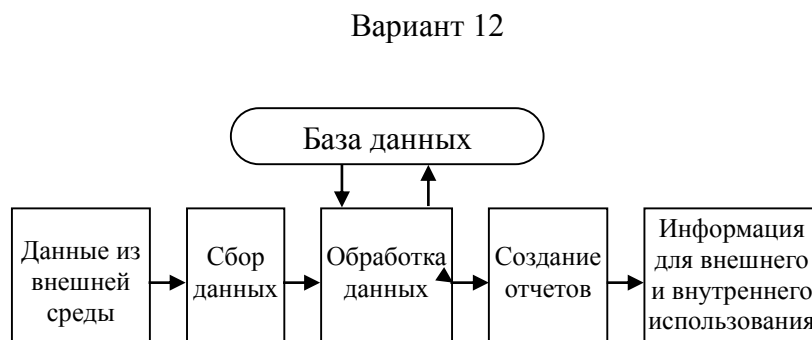 Вариант 12
База данных
Данные из
внешней
среды
Сбор
данных
Обработка
данных
Создание
отчетов
Информация
для внешнего
и внутреннего
использования